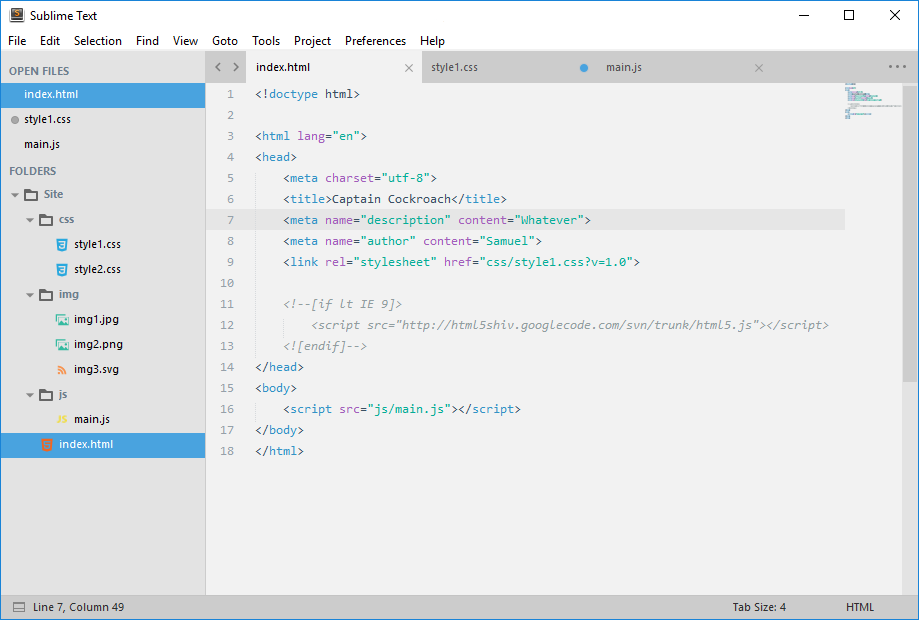 Sublime Text
File Edit Selection Find View Goto Tools Project Preferences Help
OPEN FILES
index.html
style1.css
main.js
FOLDERS
Site
css
style1.css
style2.css
img
img1.jpg
img2.png
img3.svg
js
main.js
index.html
index.html style1.css main.js
1 <!doctype html>
2
3 <html lang="en">
4 <head>
5 <meta charset="utf-8">
6 <title>Captain Cockroach</title>
7 <meta name="description" content="Whatever">
8 <meta name="author" content="Samuel">
9 <link rel="stylesheet" href="css/style1.css?v=1.0">
10
11 <!--[if lt IE 9]>
12 <script src="http://html5shiv.googlecode.com/svn/trunk/html5.js"></script>
13 <![endif]-->
14 </head>
15 <body>
16 <script src="js/main.js"></script>
17 </body>
18 </html>
Line 7, Column 49 Tab Size: 4 HTML